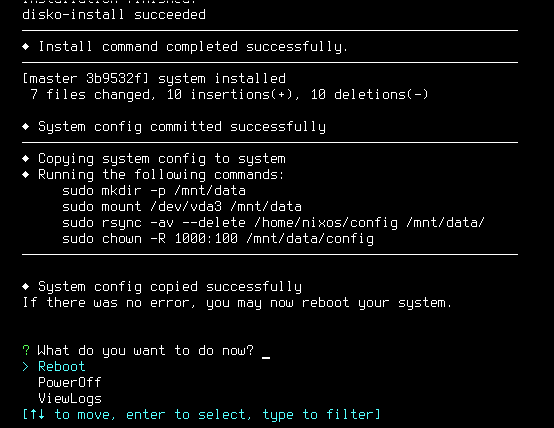 disko-install succeeded
◆ Install command completed successfully.
[master 3b9532f] system installed
7 files changed, 10 insertions(+), 10 deletions(-)
◆ System config committed successfully
◆ Copying system config to system
◆ Running the following commands:
sudo mkdir -p /mnt/data
sudo mount /dev/vda3 /mnt/data
sudo rsync -av --delete /home/nixos/config /mnt/data/
sudo chown -R 1000:100 /mnt/data/config
◆ System config copied successfully
If there was no error, you may now reboot your system.
? What do you want to do now? _
> Reboot
PowerOff
ViewLogs
[↑↓ to move, enter to select, type to filter]